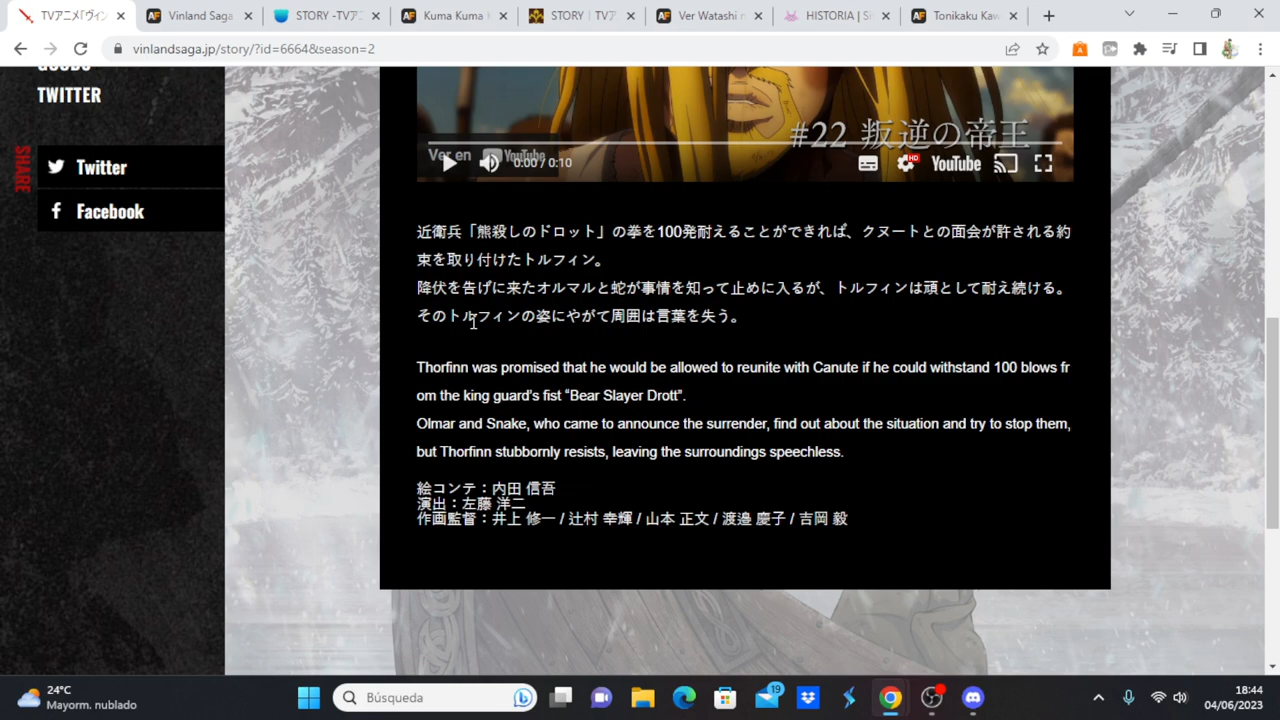 TVアニメ「ヴィン
Vinland Saga
STORY -TVアニ
Kuma Kuma K
STORY | TVア
Ver Watashi n
HISTORIA | Si
Tonikaku Kaw
vinlandsaga.jp/story/?id=6664&season=2
GOODS
TWITTER
SHARE
Twitter
Facebook
#22 叛逆の帝王
Ver en YouTube
0:00 / 0:10
HD
YouTube
近衛兵「熊殺しのドロット」の拳を100発耐えることができれば、クヌートとの面会が許される約
束を取り付けたトルフィン。
降伏を告げに来たオルマルと蛇が事情を知って止めに入るが、トルフィンは頑として耐え続ける。
そのトルフィンの姿にやがて周囲は言葉を失う。
Thorfinn was promised that he would be allowed to reunite with Canute if he could withstand 100 blows fr
om the king guard's fist “Bear Slayer Drott”.
Olmar and Snake, who came to announce the surrender, find out about the situation and try to stop them,
but Thorfinn stubbornly resists, leaving the surroundings speechless.
絵コンテ：内田 信吾
演出：左藤 洋二
作画監督：井上 修一 / 辻村 幸輝 / 山本 正文 / 渡邉 慶子 / 吉岡 毅
24°C
Mayorm. nublado
Búsqueda
19
18:44
04/06/2023